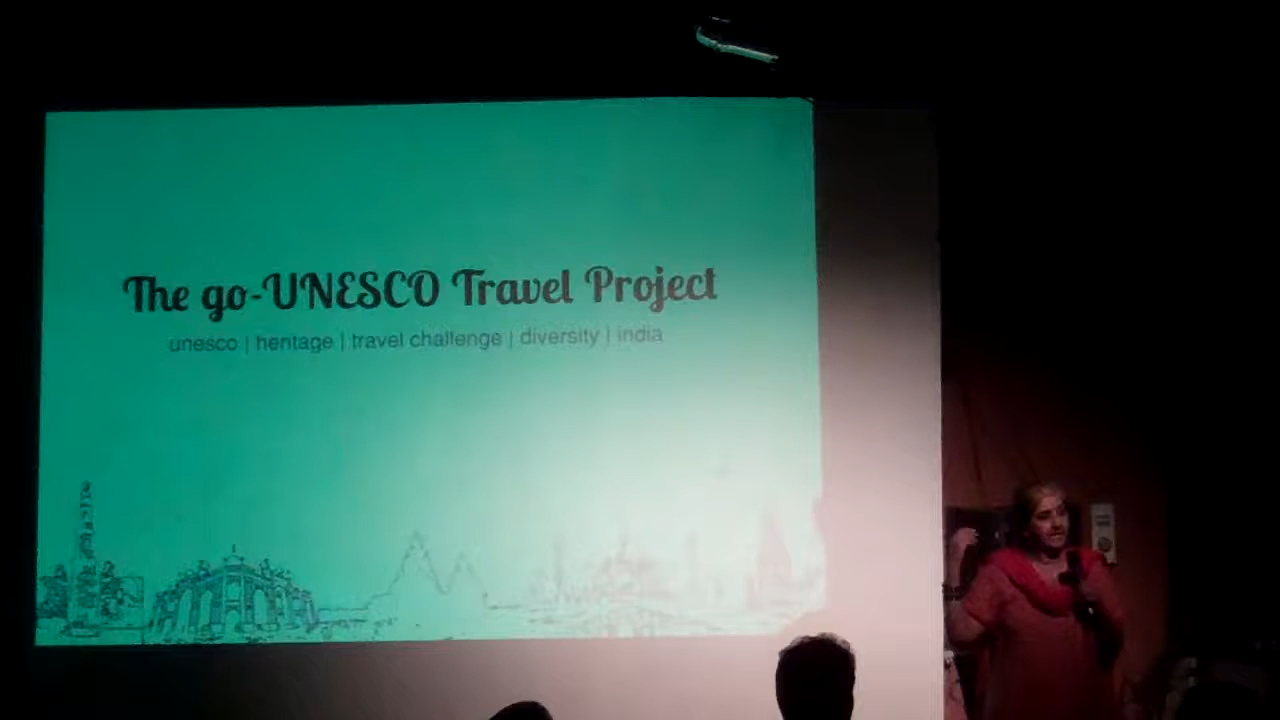 The go-UNESCO Travel Project
unesco | heritage | travel challenge | diversity | india